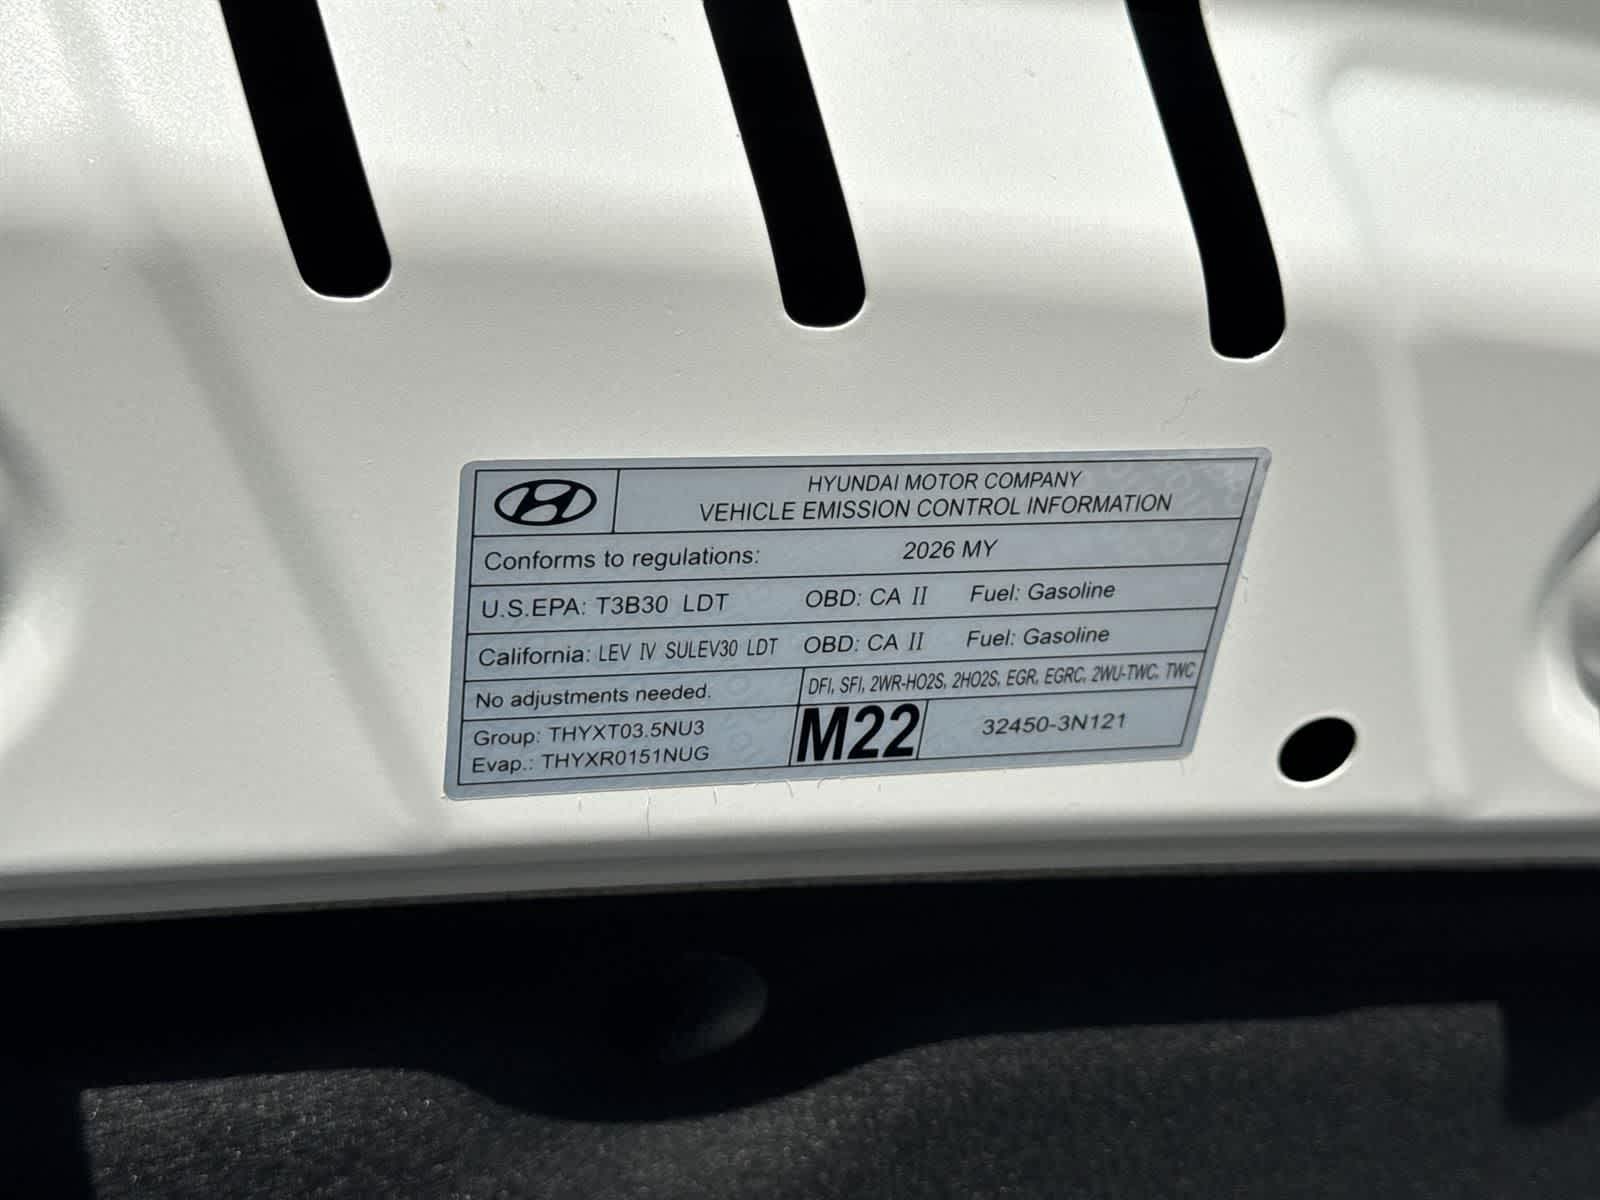 HYUNDAI MOTOR COMPANY
VEHICLE EMISSION CONTROL INFORMATION
Conforms to regulations: 2026 MY
U.S.EPA: T3B30 LDT OBD: CA II Fuel: Gasoline
California: LEV IV SULEV30 LDT OBD: CA II Fuel: Gasoline
No adjustments needed. DFI, SFI, 2WR-HO2S, 2HO2S, EGR, EGRC, 2WU-TWC, TWC
Group: THYXT03.5NU3
Evap.: THYXR0151NUG
M22
32450-3N121